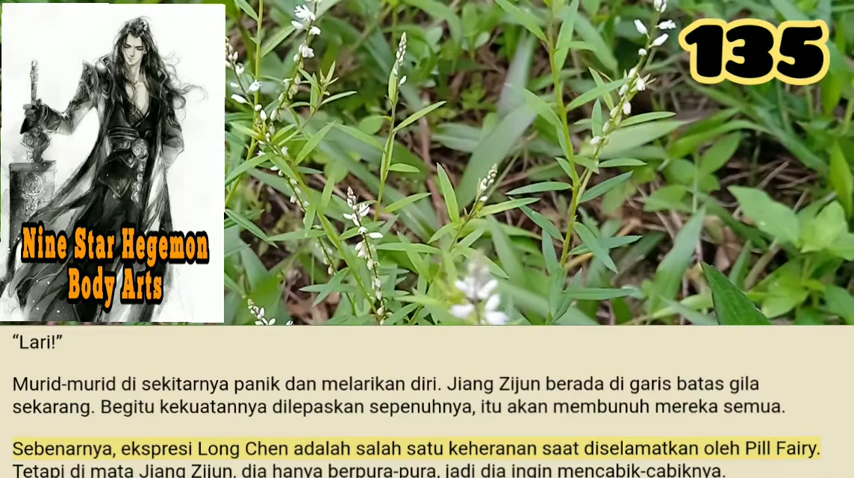 135
Nine Star Hegemon
Body Arts
“Lari!”
Murid-murid di sekitarnya panik dan melarikan diri. Jiang Zijun berada di garis batas gila
sekarang. Begitu kekuatannya dilepaskan sepenuhnya, itu akan membunuh mereka semua.
Sebenarnya, ekspresi Long Chen adalah salah satu keheranan saat diselamatkan oleh Pill Fairy.
Tetapi di mata Jiang Zijun, dia hanya berpura-pura, jadi dia ingin mencabik-cabiknya.